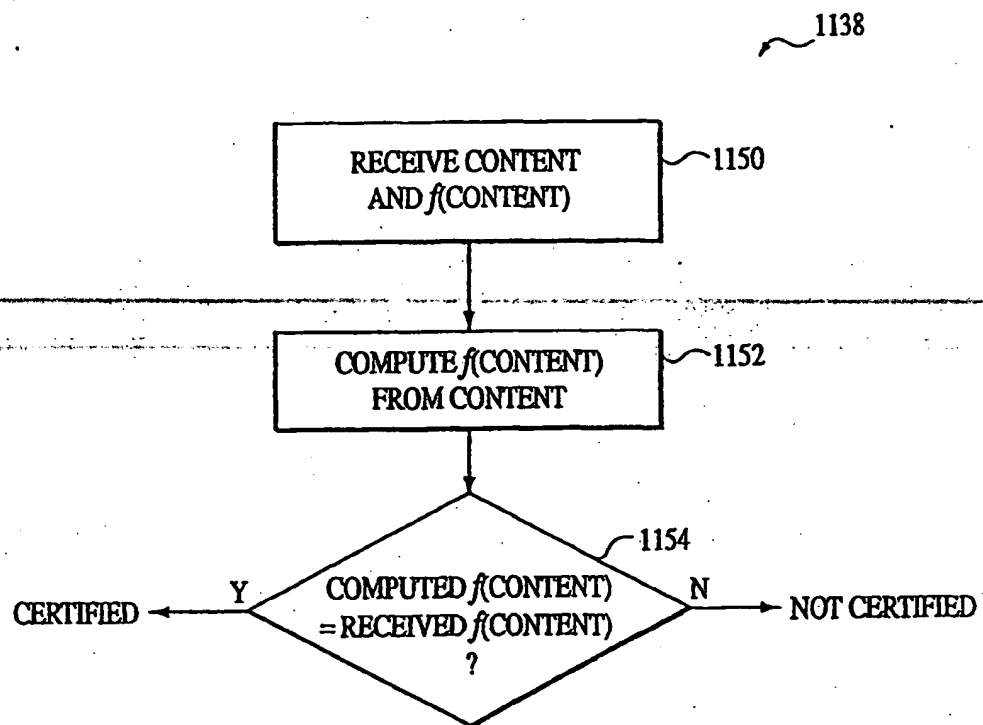 1138
RECEIVE CONTENT
AND f(CONTENT)
1150
COMPUTE f(CONTENT)
FROM CONTENT
1152
1154
COMPUTED f(CONTENT)
= RECEIVED f(CONTENT)
?
Y
N
CERTIFIED
NOT CERTIFIED